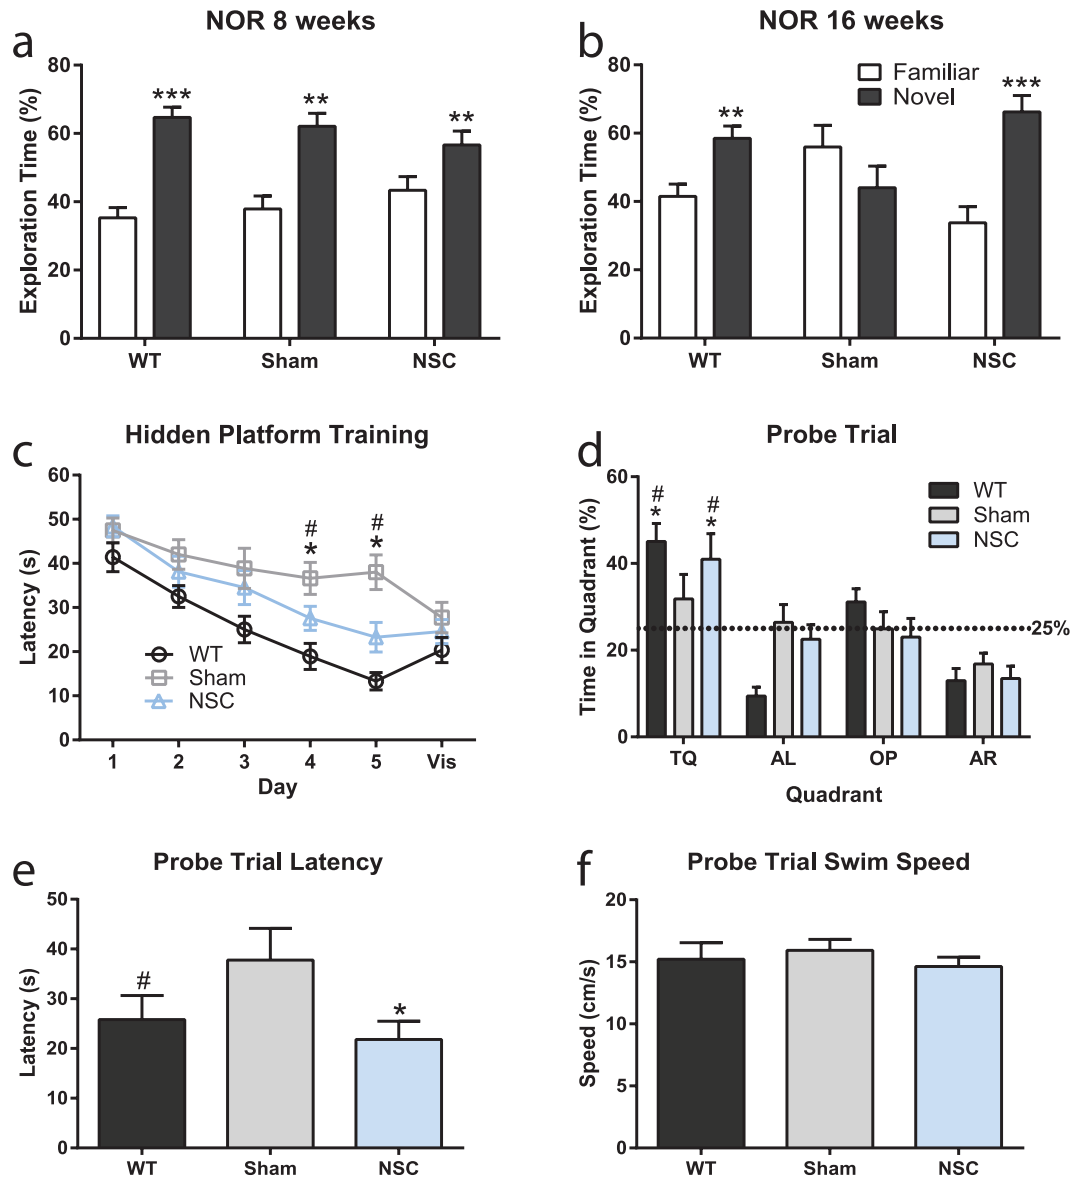 a
NOR 8 weeks
Exploration Time (%)
80
60
40
20
0
***
**
**
WT
Sham
NSC
b
NOR 16 weeks
Exploration Time (%)
80
60
40
20
0
Familiar
Novel
**
***
WT
Sham
NSC
c
Hidden Platform Training
Latency (s)
60
50
40
30
20
10
0
# #
* *
WT
Sham
NSC
1 2 3 4 5 Vis
Day
d
Probe Trial
Time in Quadrant (%)
60
40
20
0
# #
* *
WT
Sham
NSC
25%
TQ AL OP AR
Quadrant
e
Probe Trial Latency
Latency (s)
50
40
30
20
10
0
#
*
WT
Sham
NSC
f
Probe Trial Swim Speed
Speed (cm/s)
20
15
10
5
0
WT
Sham
NSC